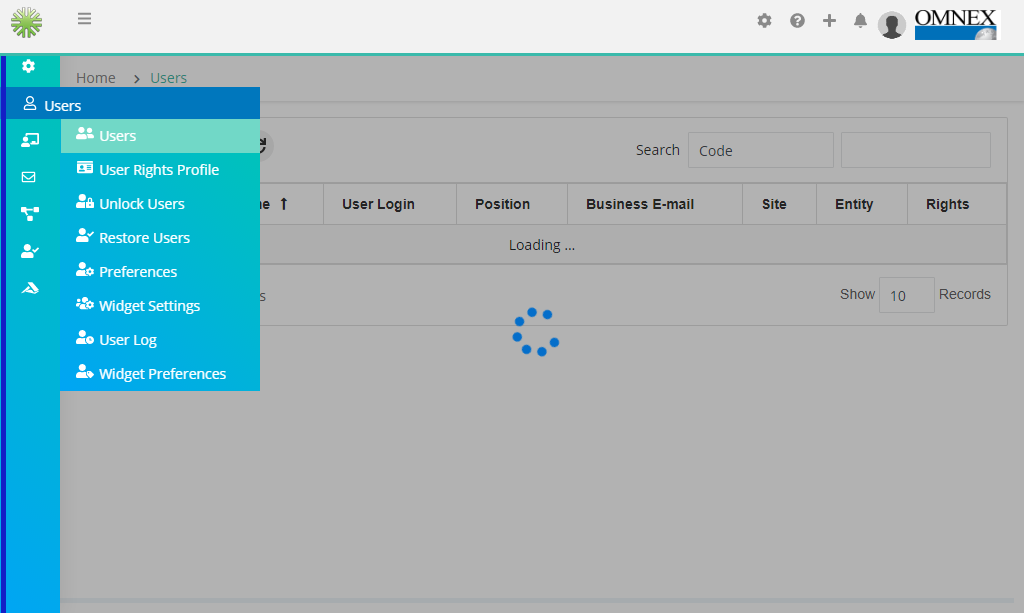 OMNEX
Home > Users
Users
Users
Search Code
User Rights Profile
Unlock Users
User Login Position Business E-mail Site Entity Rights
Restore Users
Loading ...
Preferences
Widget Settings
Show 10 Records
User Log
Widget Preferences